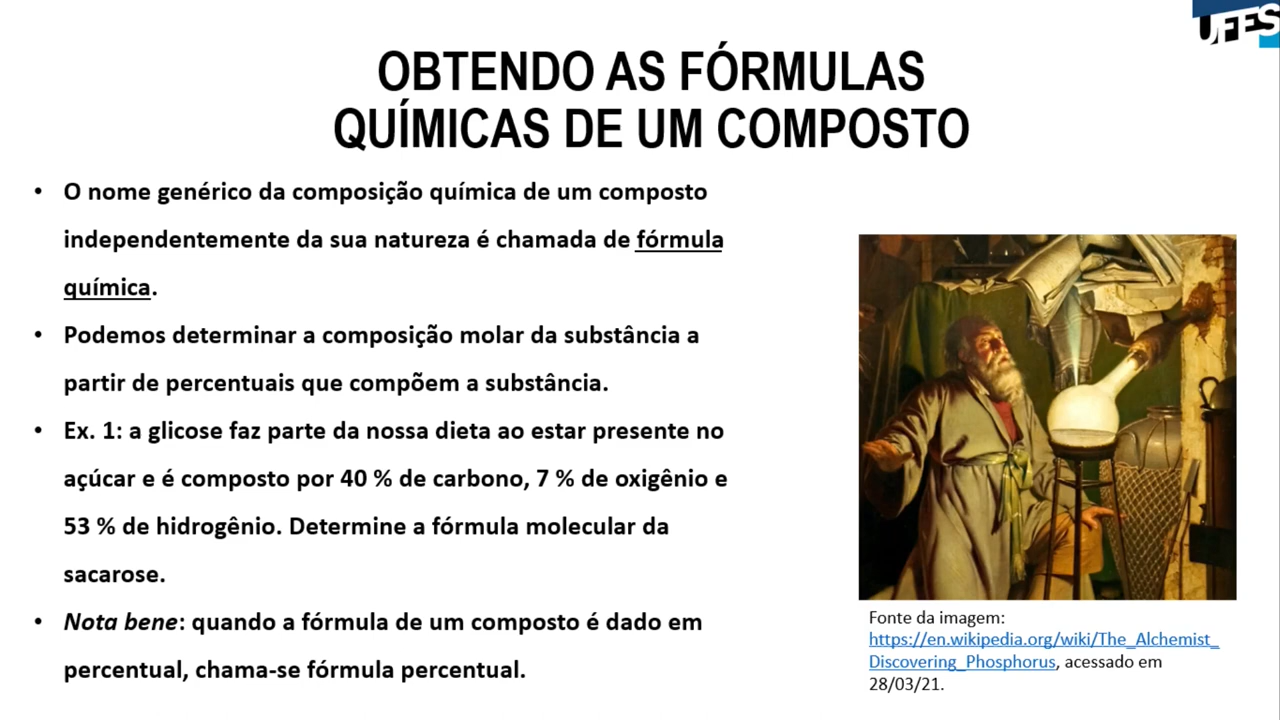 UFES
OBTENDO AS FÓRMULAS
QUÍMICAS DE UM COMPOSTO
• O nome genérico da composição química de um composto
independentemente da sua natureza é chamada de fórmula
química.
• Podemos determinar a composição molar da substância a
partir de percentuais que compõem a substância.
• Ex. 1: a glicose faz parte da nossa dieta ao estar presente no
açúcar e é composto por 40 % de carbono, 7 % de oxigênio e
53 % de hidrogênio. Determine a fórmula molecular da
sacarose.
• Nota bene: quando a fórmula de um composto é dado em
percentual, chama-se fórmula percentual.
Fonte da imagem:
https://en.wikipedia.org/wiki/The_Alchemist_
Discovering_Phosphorus, acessado em
28/03/21.